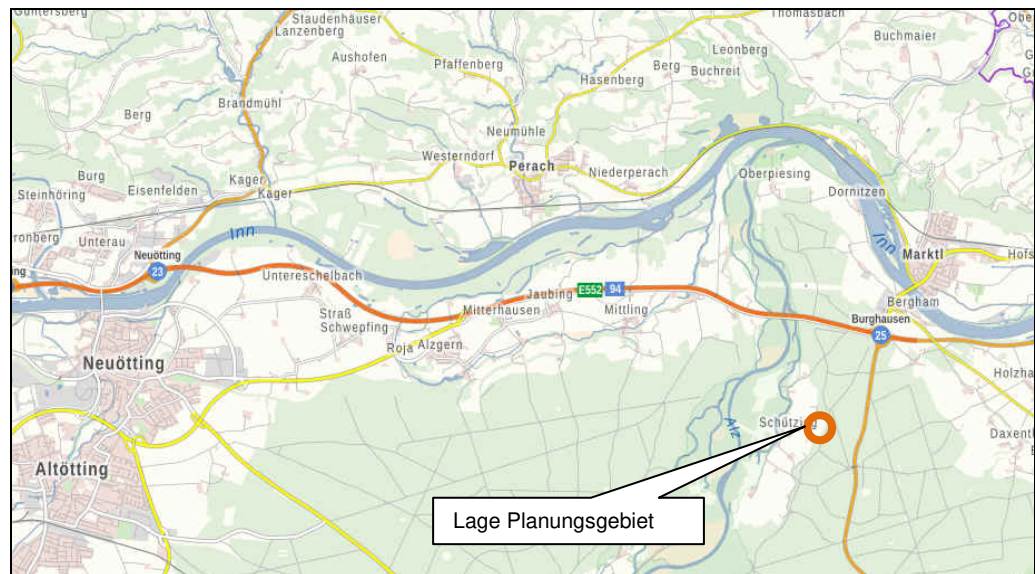 Guntersberg
Staudenhäuser
Lanzenberg
Thomasbach
Aushofen
Leonberg
Buchmaier
Pfaffenberg
Berg
Buchreit
Hasenberg
Brandmühl
Berg
Neumühle
Westerndorf
Perach
Burg
Kager
Niederperach
Oberpiesing
Steinhöring
Eisenfelden
Kager
Dornitzen
ronberg
Unterau
Inn
Inn
Neuötting
Marktl
Hofs
23
Untereschelbach
Jaubing
E552
94
Bergham
Straß
Mitterhausen
Mittling
Burghausen
Schwepfing
25
Roja
Alzgern
Neuötting
Holzha
Schützing
Alz
Daxenth
Altötting
Lage Planungsgebiet